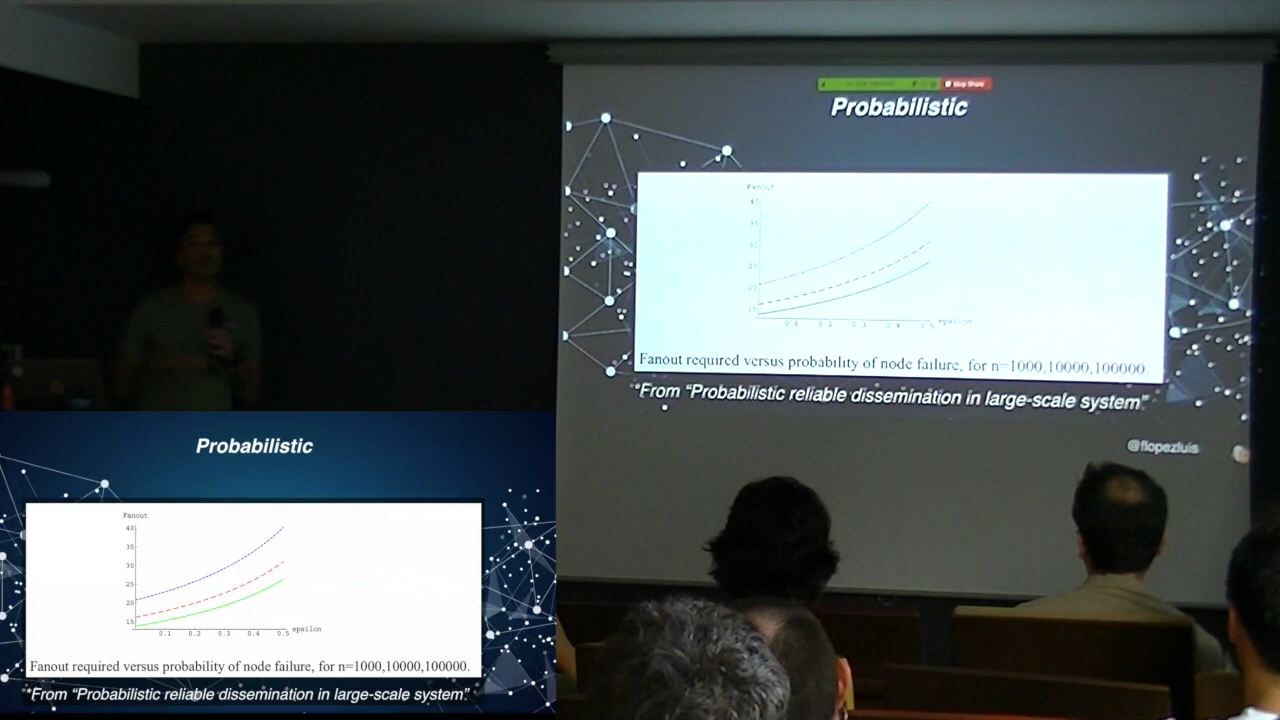 Stop Share
Probabilistic
Fanout
40
35
30
25
20
15
0.1 0.2 0.3 0.4 0.5 epsilon
Fanout required versus probability of node failure, for n=1000,10000,100000.
*From “Probabilistic reliable dissemination in large-scale system”
@flopezluis
Probabilistic
Fanout
40
35
30
25
20
15
0.1 0.2 0.3 0.4 0.5 epsilon
Fanout required versus probability of node failure, for n=1000,10000,100000.
*From “Probabilistic reliable dissemination in large-scale system”